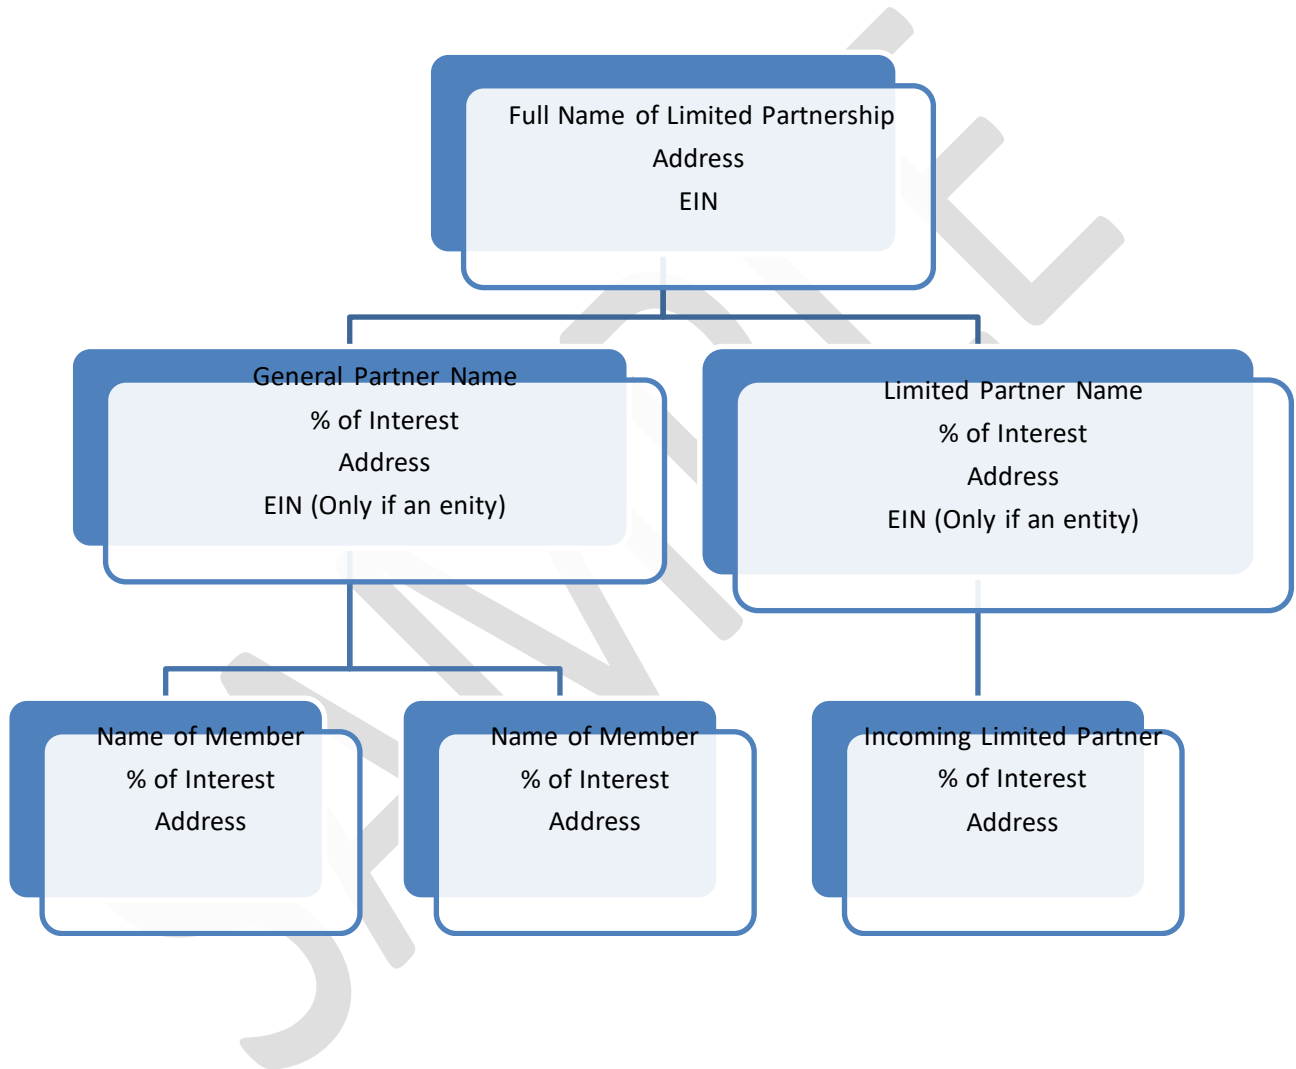 Full Name of Limited Partnership
Address
EIN
General Partner Name
% of Interest
Address
EIN (Only if an enity)
Limited Partner Name
% of Interest
Address
EIN (Only if an entity)
Name of Member
% of Interest
Address
Name of Member
% of Interest
Address
Incoming Limited Partner
% of Interest
Address
SAMPLE